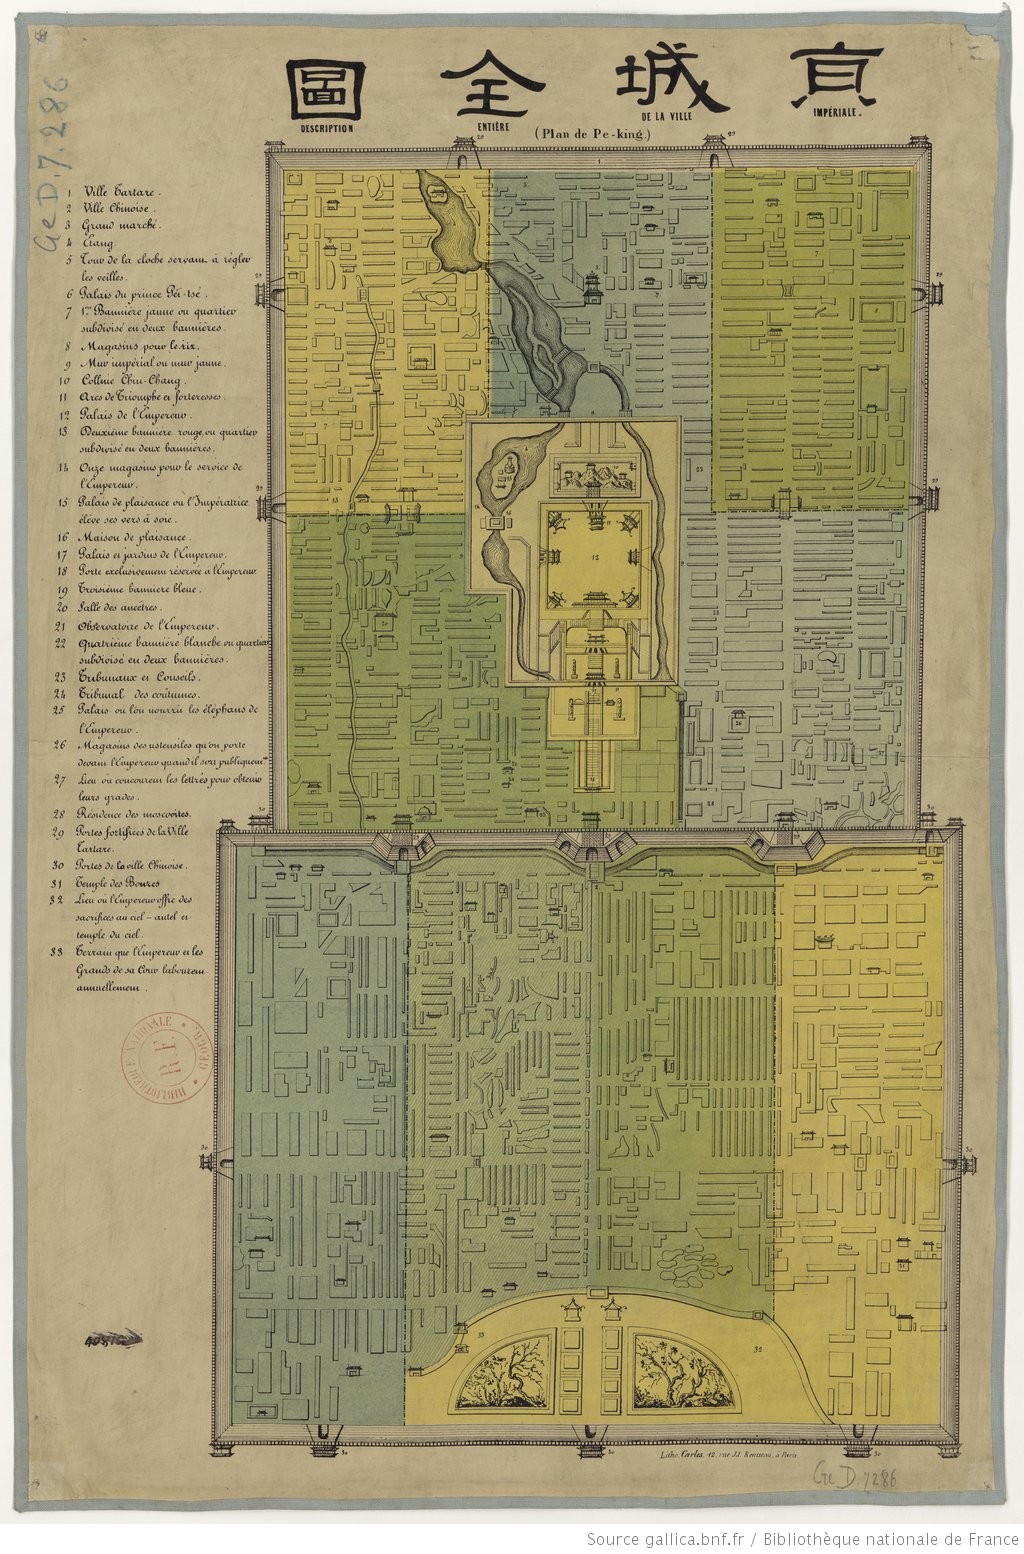 圖 全 城 京
DESCRIPTION ENTIÈRE DE LA VILLE IMPÉRIALE.
(Plan de Pe-king.)
Ge D. 7.286
1 Ville Tartare.
2 Ville Chinoise.
3 Grand marché.
4 Etang.
5 Tour de la cloche servant à régler
les veilles.
6 Palais du prince Péi-tsé.
7 1re Bannière jaune ou quartier
subdivisé en deux bannières.
8 Magasins pour le riz.
9 Mur impérial ou mur jaune.
10 Colline Chu-Chang.
11 Arcs de Triomphe et forteresses.
12 Palais de l'Empereur.
13 Deuxième bannière rouge, ou quartier
subdivisé en deux bannières.
14 Onze magasins pour le service de
l'Empereur.
15 Palais de plaisance où l'Impératrice
élève ses vers à soie.
16 Maison de plaisance.
17 Palais et jardins de l'Empereur.
18 Porte exclusivement réservée à l'Empereur
19 Troisième bannière bleue.
20 Salle des ancêtres.
21 Observatoire de l'Empereur.
22 Quatrième bannière blanche ou quartier
subdivisé en deux bannières.
23 Tribunaux et Conseils.
24 Tribunal des coûtumes.
25 Palais où l'on nourrit les éléphans de
l'Empereur.
26 Magasins des ustensiles qu'on porte
devant l'Empereur quand il sort publiquemt
27 Lieu où concourent les lettrés pour obtenir
leurs grades.
28 Résidence des moscovites.
29 Portes fortifiées de la Ville
Tartare.
30 Portes de la ville Chinoise.
31 Temple des Bonzes
32 Lieu où l'Empereur offre des
sacrifices au ciel - autel et
temple du ciel.
33 Terrain que l'Empereur et les
Grands de sa Cour labourent
annuellement.
BIBLIOTHÈQUE NATIONALE
Litho. Carles, 12, rue J.J. Rousseau, à Paris.
Ge D 7286
Source gallica.bnf.fr / Bibliothèque nationale de France